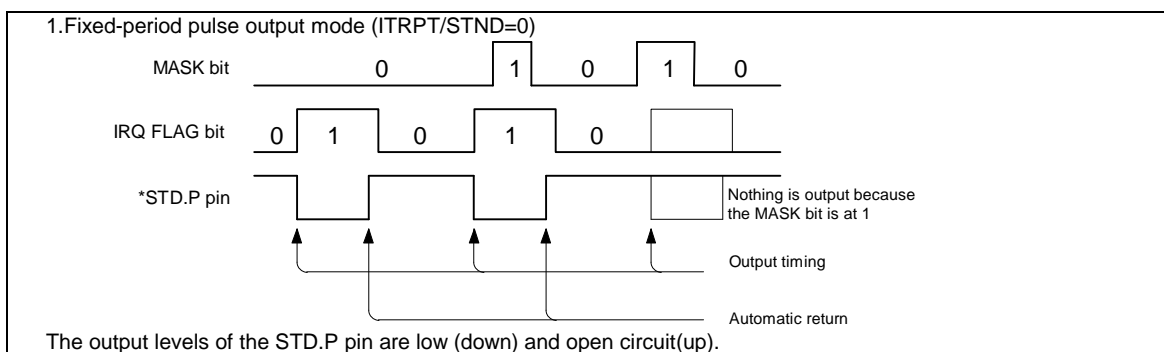 1.Fixed-period pulse output mode (ITRPT/STND=0)
MASK bit 0 1 0 1 0
IRQ FLAG bit 0 1 0 1 0
*STD.P pin
Nothing is output because
the MASK bit is at 1
Output timing
Automatic return
The output levels of the STD.P pin are low (down) and open circuit(up).